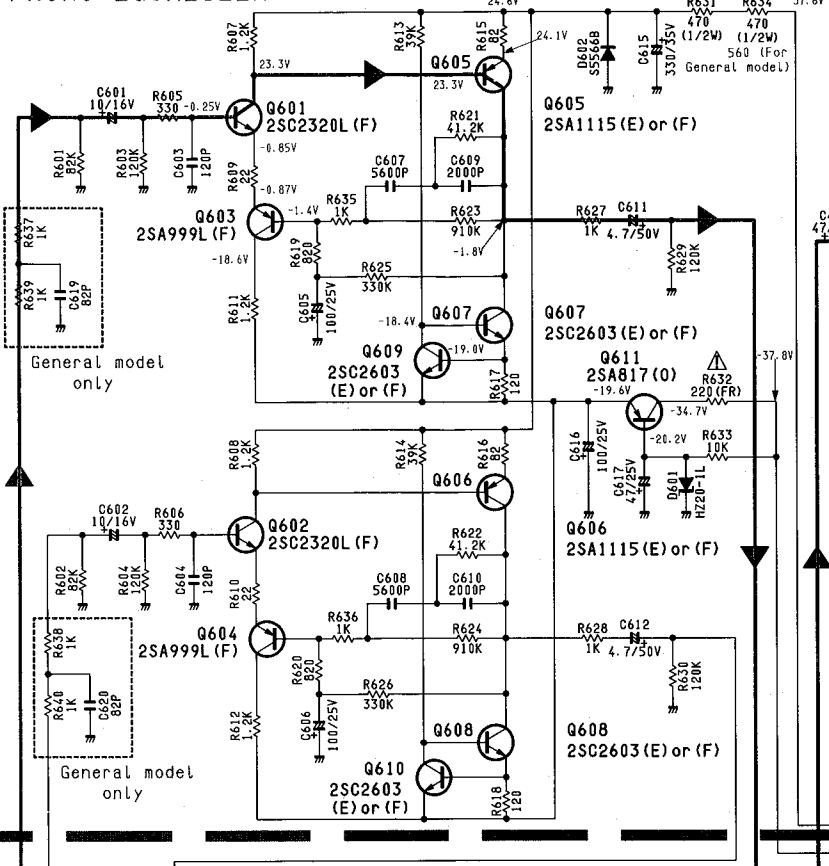 24.8V
R631
470
(1/2W)
R634
470
(1/2W)
560 (For
General model)
R607
1.2K
R613
39K
R615
82
24.1V
D602
S5566B
C615
330/35V
23.3V
Q605
23.3V
Q605
2SA1115(E)or(F)
C601
10/16V
R605
330
-0.25V
Q601
2SC2320L(F)
R621
41.2K
R601
82K
R603
120K
C603
120P
-0.85V
R609
22
-0.87V
C607
5600P
C609
2000P
Q603
2SA999L(F)
-1.4V
R635
1K
R623
910K
R627
1K
C611
4.7/50V
-1.8V
R629
120K
R637
1K
R639
1K
C619
82P
General model
only
-18.6V
R619
820
R625
330K
R611
1.2K
C605
100/25V
Q607
Q607
2SC2603(E)or(F)
-18.4V
-19.0V
Q609
2SC2603
(E)or(F)
R617
120
Q611
2SA817(O)
-19.6V
R632
220(FR)
-34.7V
-37.8V
-20.2V
R633
10K
C616
100/25V
C617
47/25V
D601
HZ20-1L
R608
1.2K
R614
39K
R616
82
Q606
Q606
2SA1115(E)or(F)
C602
10/16V
R606
330
Q602
2SC2320L(F)
R622
41.2K
R602
82K
R604
120K
C604
120P
R610
22
C608
5600P
C610
2000P
Q604
2SA999L(F)
R636
1K
R624
910K
R628
1K
C612
4.7/50V
R630
120K
R638
1K
R640
1K
C620
82P
General model
only
R620
820
R626
330K
R612
1.2K
C606
100/25V
Q608
Q608
2SC2603(E)or(F)
Q610
2SC2603
(E)or(F)
R618
120